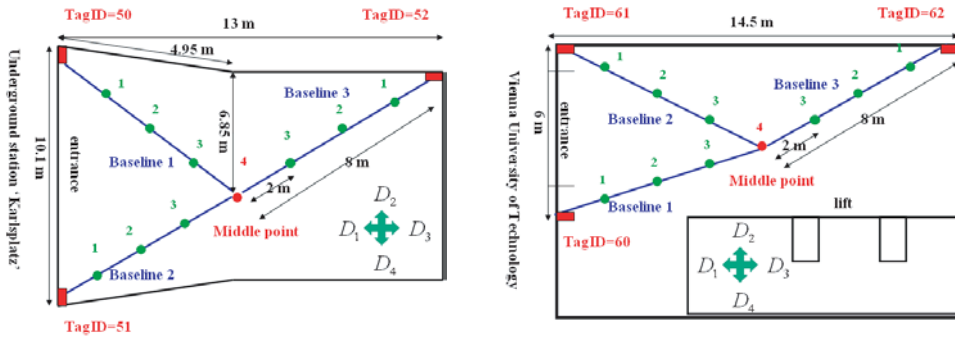 TagID=50
TagID=52
13 m
4.95 m
1
1
Baseline 3
2
2
Underground station ‘Karlsplatz’
10.1 m
entrance
6.85 m
3
3
4
Baseline 1
8 m
2 m
3
Middle point
2
1
Baseline 2
D2
D1
D3
D4
TagID=51
TagID=61
TagID=62
14.5 m
1
1
2
2
Baseline 3
Vienna University of Technology
6 m
entrance
3
3
Baseline 2
4
8 m
3
2 m
2
Middle point
1
Baseline 1
lift
TagID=60
D2
D1
D3
D4